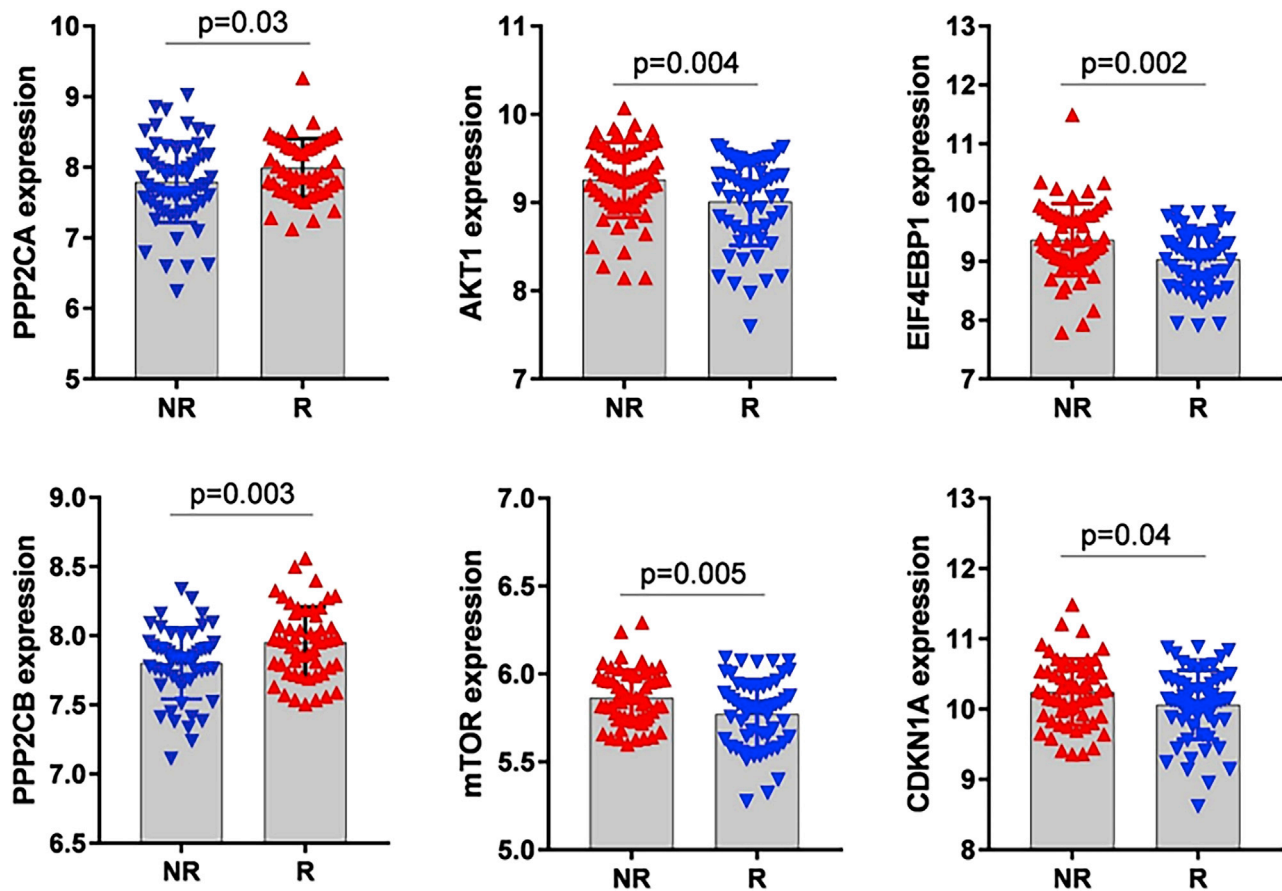 PPP2CA expression
10
9
8
7
6
5
p=0.03
NR R
AKT1 expression
11
10
9
8
7
p=0.004
NR R
EIF4EBP1 expression
13
12
11
10
9
8
7
p=0.002
NR R
PPP2CB expression
9.0
8.5
8.0
7.5
7.0
6.5
p=0.003
NR R
mTOR expression
7.0
6.5
6.0
5.5
5.0
p=0.005
NR R
CDKN1A expression
13
12
11
10
9
8
p=0.04
NR R